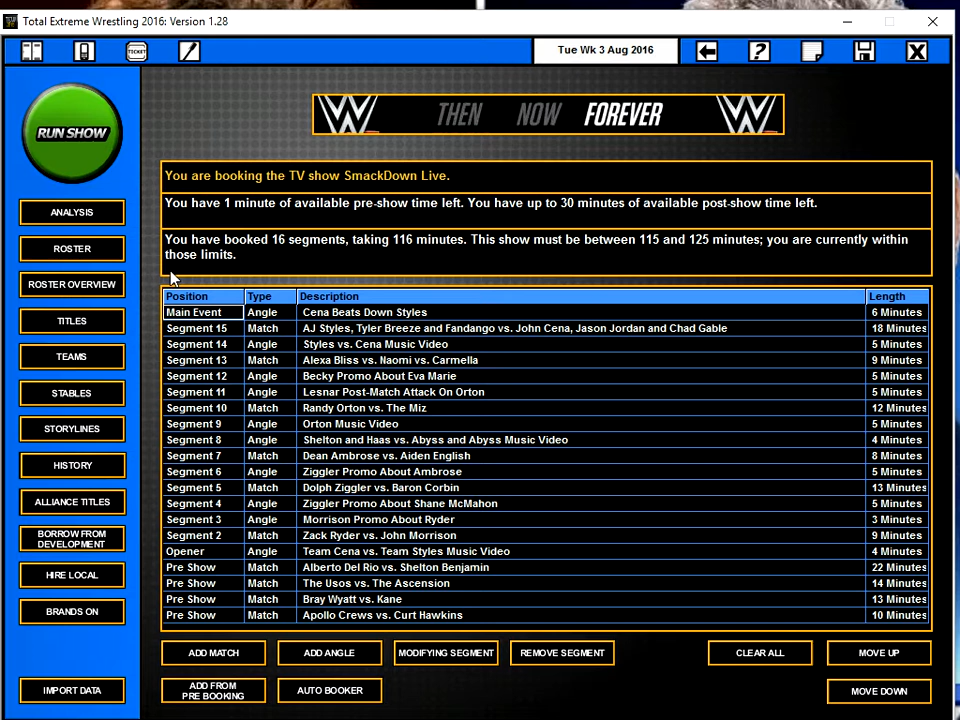 Total Extreme Wrestling 2016: Version 1.28
TICKET
Tue Wk 3 Aug 2016
?
X
RUN SHOW
THEN NOW FOREVER
You are booking the TV show SmackDown Live.
You have 1 minute of available pre-show time left. You have up to 30 minutes of available post-show time left.
You have booked 16 segments, taking 116 minutes. This show must be between 115 and 125 minutes; you are currently within
those limits.
ANALYSIS
ROSTER
ROSTER OVERVIEW
TITLES
TEAMS
STABLES
STORYLINES
HISTORY
ALLIANCE TITLES
BORROW FROM
DEVELOPMENT
HIRE LOCAL
BRANDS ON
IMPORT DATA
Position Type Description Length
Main Event Angle Cena Beats Down Styles 6 Minutes
Segment 15 Match AJ Styles, Tyler Breeze and Fandango vs. John Cena, Jason Jordan and Chad Gable 18 Minutes
Segment 14 Angle Styles vs. Cena Music Video 5 Minutes
Segment 13 Match Alexa Bliss vs. Naomi vs. Carmella 9 Minutes
Segment 12 Angle Becky Promo About Eva Marie 5 Minutes
Segment 11 Angle Lesnar Post-Match Attack On Orton 5 Minutes
Segment 10 Match Randy Orton vs. The Miz 12 Minutes
Segment 9 Angle Orton Music Video 5 Minutes
Segment 8 Angle Shelton and Haas vs. Abyss and Abyss Music Video 4 Minutes
Segment 7 Match Dean Ambrose vs. Aiden English 8 Minutes
Segment 6 Angle Ziggler Promo About Ambrose 5 Minutes
Segment 5 Match Dolph Ziggler vs. Baron Corbin 13 Minutes
Segment 4 Angle Ziggler Promo About Shane McMahon 5 Minutes
Segment 3 Angle Morrison Promo About Ryder 3 Minutes
Segment 2 Match Zack Ryder vs. John Morrison 9 Minutes
Opener Angle Team Cena vs. Team Styles Music Video 4 Minutes
Pre Show Match Alberto Del Rio vs. Shelton Benjamin 22 Minutes
Pre Show Match The Usos vs. The Ascension 14 Minutes
Pre Show Match Bray Wyatt vs. Kane 13 Minutes
Pre Show Match Apollo Crews vs. Curt Hawkins 10 Minutes
ADD MATCH ADD ANGLE MODIFYING SEGMENT REMOVE SEGMENT CLEAR ALL MOVE UP
ADD FROM
PRE BOOKING
AUTO BOOKER MOVE DOWN